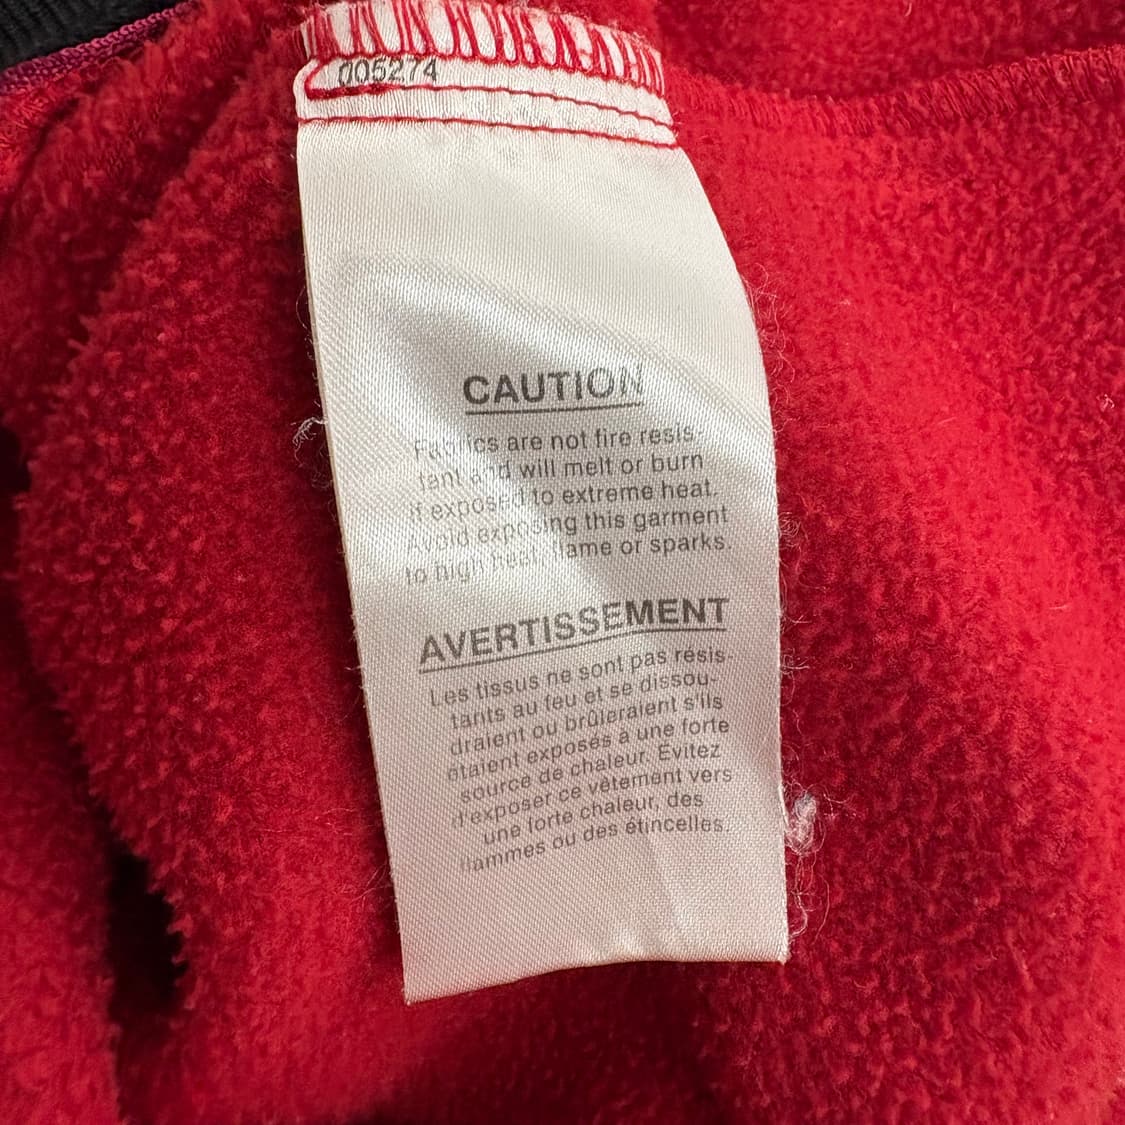 005274
CAUTION
Fabrics are not fire resis-
tant and will melt or burn
if exposed to extreme heat.
Avoid exposing this garment
to high heat, flame or sparks.
AVERTISSEMENT
Les tissus ne sont pas résis-
tants au feu et se dissou-
draient ou brûleraient s'ils
étaient exposés à une forte
source de chaleur. Évitez
d'exposer ce vêtement vers
une forte chaleur, des
flammes ou des étincelles.